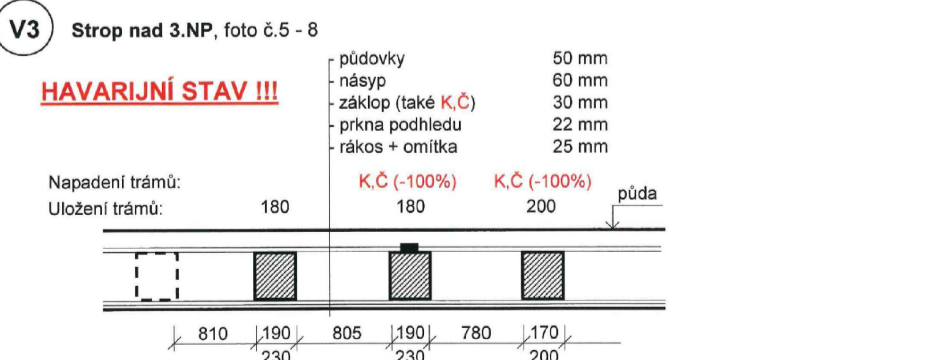 V3 Strop nad 3.NP, foto č.5 - 8
HAVARIJNÍ STAV !!!
půdovky 50 mm
násyp 60 mm
záklop (také K,Č) 30 mm
prkna podhledu 22 mm
rákos + omítka 25 mm
Napadení trámů: K,Č (-100%) K,Č (-100%)
půda
Uložení trámů: 180 180 200
810 190 805 190 780 170
230 230 200